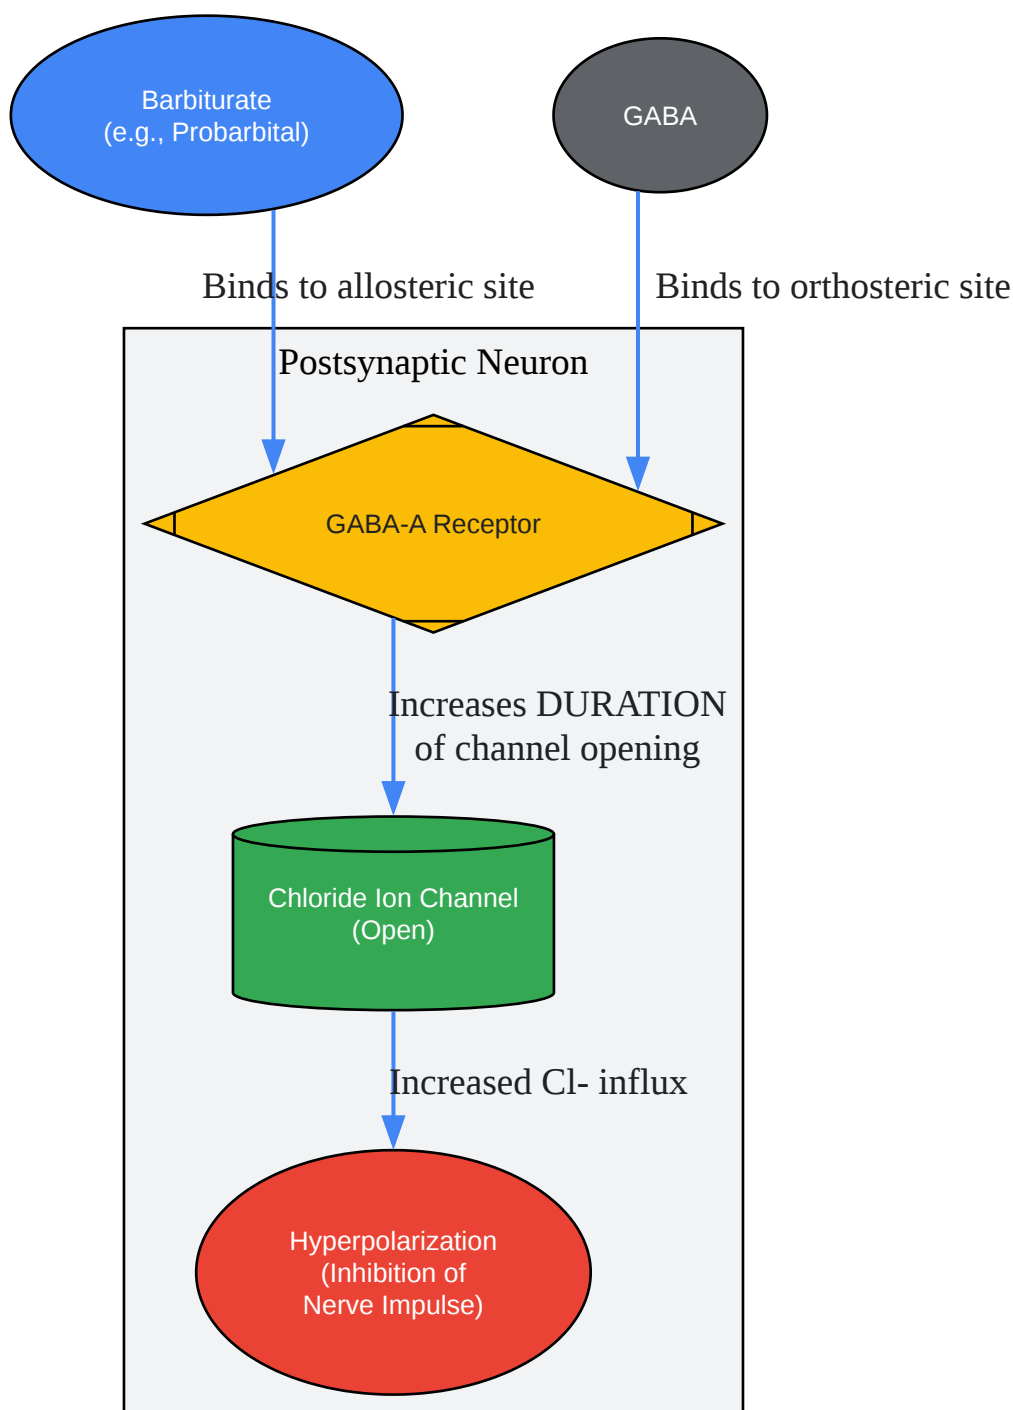 Barbiturate
(e.g., Probarbital)
GABA
Binds to allosteric site
Binds to orthosteric site
Postsynaptic Neuron
GABA-A Receptor
Increases DURATION
of channel opening
Chloride Ion Channel
(Open)
Increased Cl- influx
Hyperpolarization
(Inhibition of
Nerve Impulse)